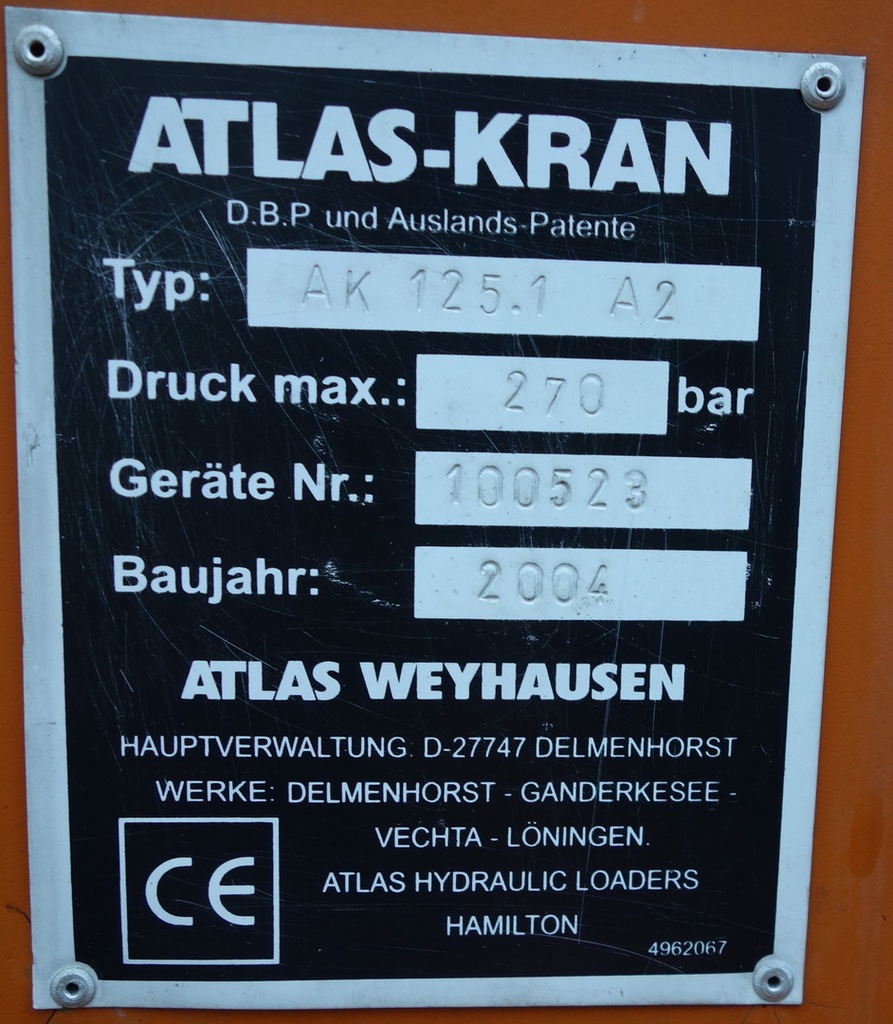 ATLAS-KRAN
D.B.P. und Auslands-Patente
Typ: AK 125.1 A2
Druck max.: 270 bar
Geräte Nr.: 100523
Baujahr: 2004
ATLAS WEYHAUSEN
HAUPTVERWALTUNG: D-27747 DELMENHORST
WERKE: DELMENHORST - GANDERKESEE -
VECHTA - LÖNINGEN.
ATLAS HYDRAULIC LOADERS
HAMILTON
CE
4962067